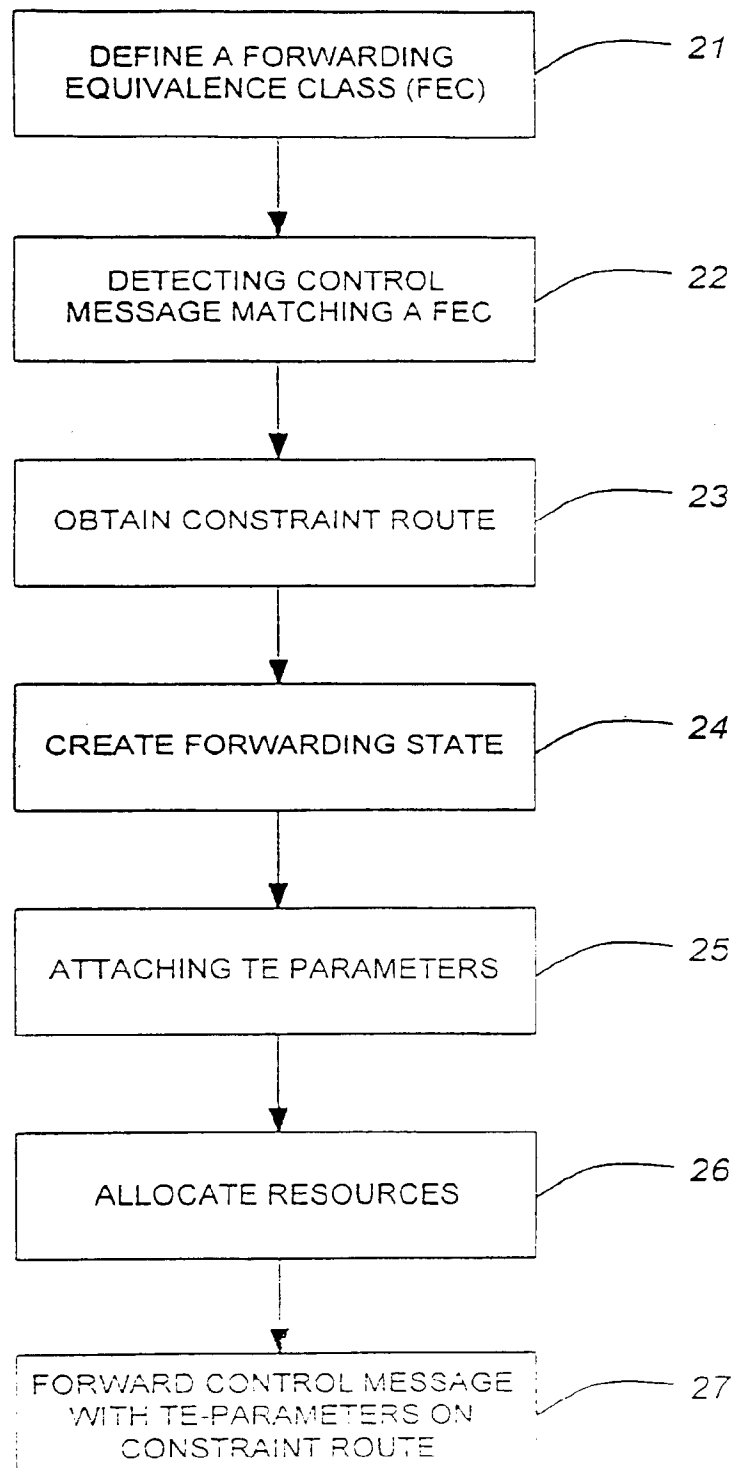 DEFINE A FORWARDING
EQUIVALENCE CLASS (FEC)
21
DETECTING CONTROL
MESSAGE MATCHING A FEC
22
OBTAIN CONSTRAINT ROUTE
23
CREATE FORWARDING STATE
24
ATTACHING TE PARAMETERS
25
ALLOCATE RESOURCES
26
FORWARD CONTROL MESSAGE
WITH TE-PARAMETERS ON
CONSTRAINT ROUTE
27